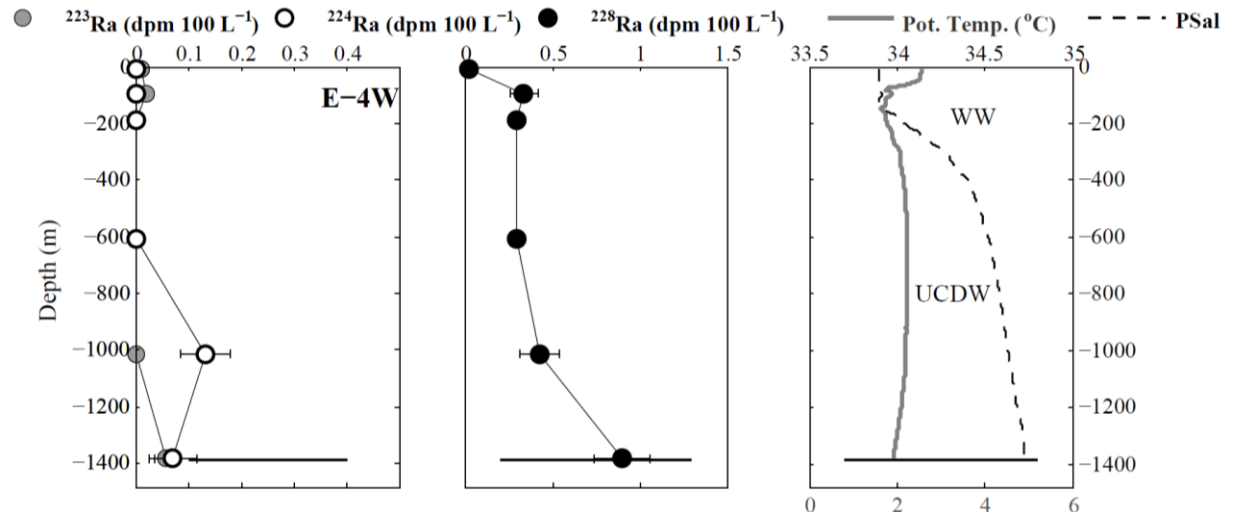 ²²³Ra (dpm 100 L⁻¹) ²²⁴Ra (dpm 100 L⁻¹) ²²⁸Ra (dpm 100 L⁻¹) Pot. Temp. (°C) PSal
0 0.1 0.2 0.3 0.4 0 0.5 1 1.5 33.5 34 34.5 35
0 0
E−4W
WW
−200 −200
−400 −400
−600 −600
Depth (m)
−800 UCDW −800
−1000 −1000
−1200 −1200
−1400 −1400
0 2 4 6